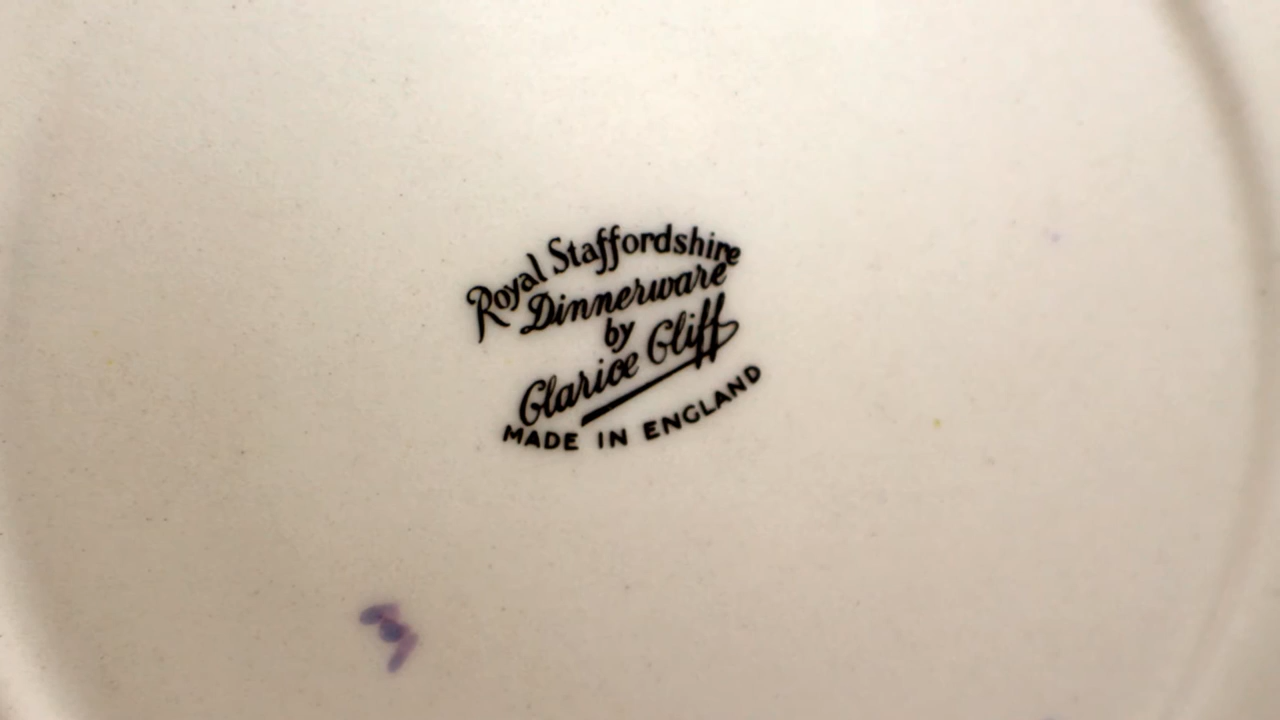 Royal Staffordshire
Dinnerware
by
Clarice Cliff
MADE IN ENGLAND